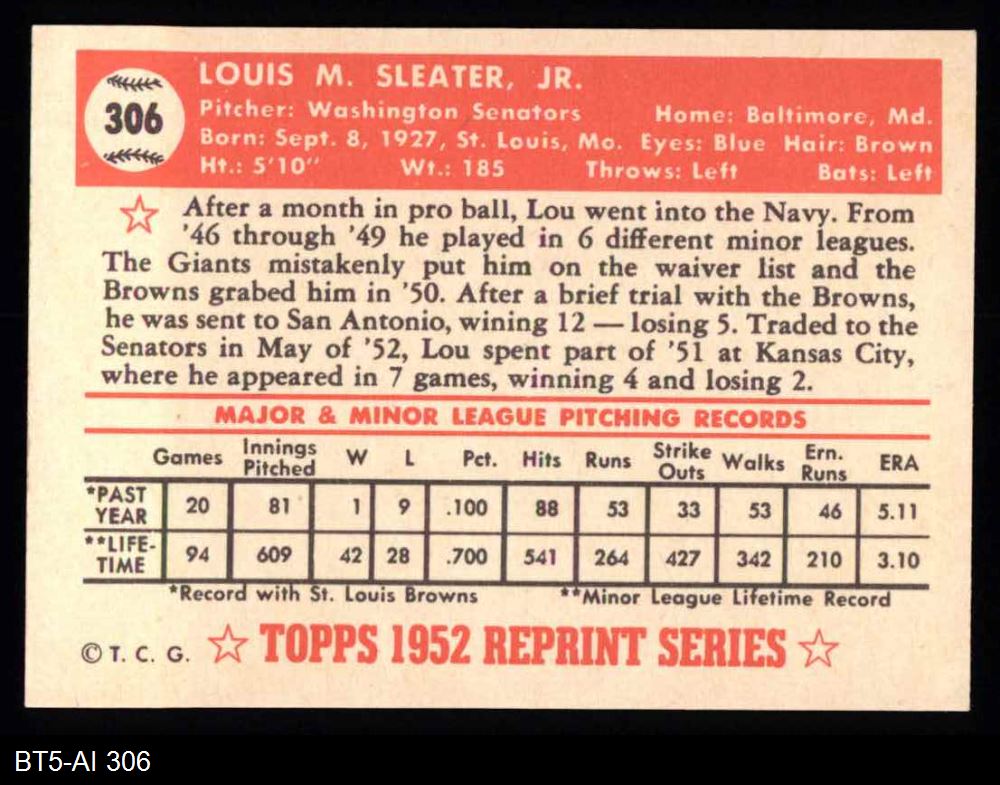 306
LOUIS M. SLEATER, JR.
Pitcher: Washington Senators Home: Baltimore, Md.
Born: Sept. 8, 1927, St. Louis, Mo. Eyes: Blue Hair: Brown
Ht.: 5'10" Wt.: 185 Throws: Left Bats: Left
After a month in pro ball, Lou went into the Navy. From
'46 through '49 he played in 6 different minor leagues.
The Giants mistakenly put him on the waiver list and the
Browns grabed him in '50. After a brief trial with the Browns,
he was sent to San Antonio, wining 12 — losing 5. Traded to the
Senators in May of '52, Lou spent part of '51 at Kansas City,
where he appeared in 7 games, winning 4 and losing 2.
MAJOR & MINOR LEAGUE PITCHING RECORDS
Games Innings Pitched W L Pct. Hits Runs Strike Outs Walks Ern. Runs ERA
*PAST YEAR 20 81 1 9 .100 88 53 33 53 46 5.11
**LIFE-TIME 94 609 42 28 .700 541 264 427 342 210 3.10
*Record with St. Louis Browns **Minor League Lifetime Record
© T. C. G. ☆ TOPPS 1952 REPRINT SERIES ☆
BT5-AI 306